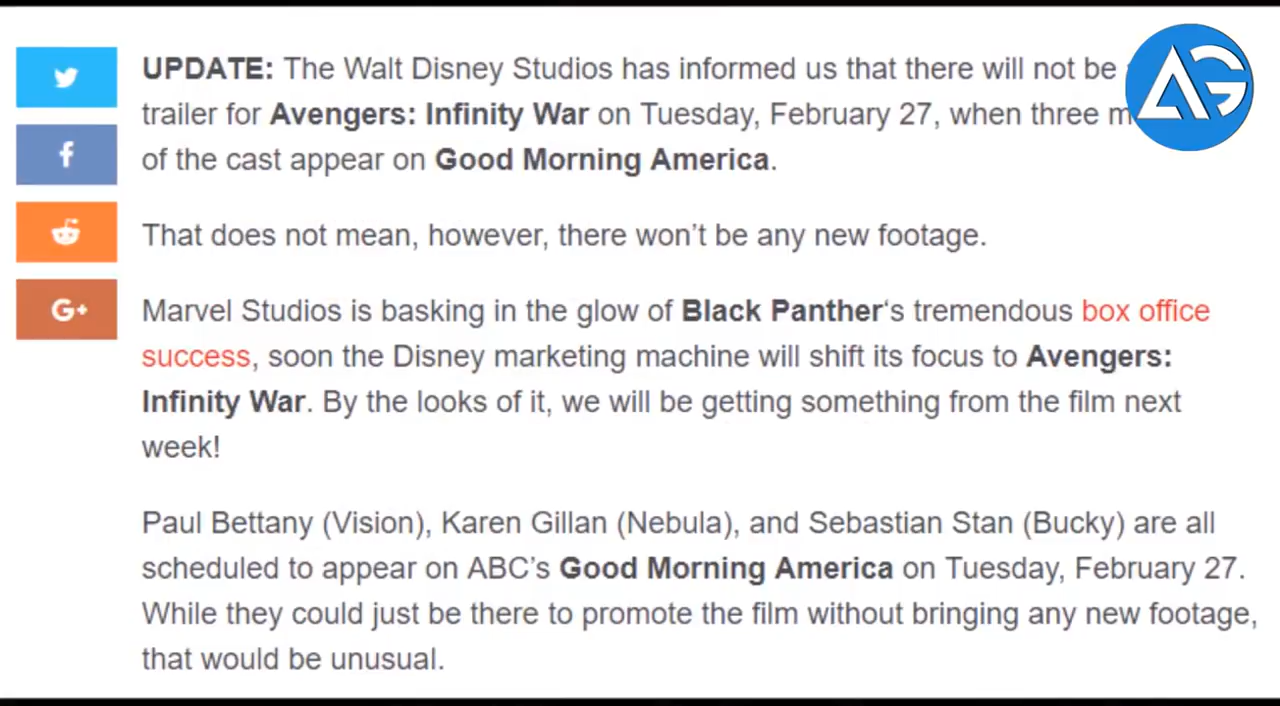 UPDATE: The Walt Disney Studios has informed us that there will not be
trailer for Avengers: Infinity War on Tuesday, February 27, when three
of the cast appear on Good Morning America.
That does not mean, however, there won’t be any new footage.
Marvel Studios is basking in the glow of Black Panther‘s tremendous box office
success, soon the Disney marketing machine will shift its focus to Avengers:
Infinity War. By the looks of it, we will be getting something from the film next
week!
Paul Bettany (Vision), Karen Gillan (Nebula), and Sebastian Stan (Bucky) are all
scheduled to appear on ABC’s Good Morning America on Tuesday, February 27.
While they could just be there to promote the film without bringing any new footage,
that would be unusual.
f
G+
AG